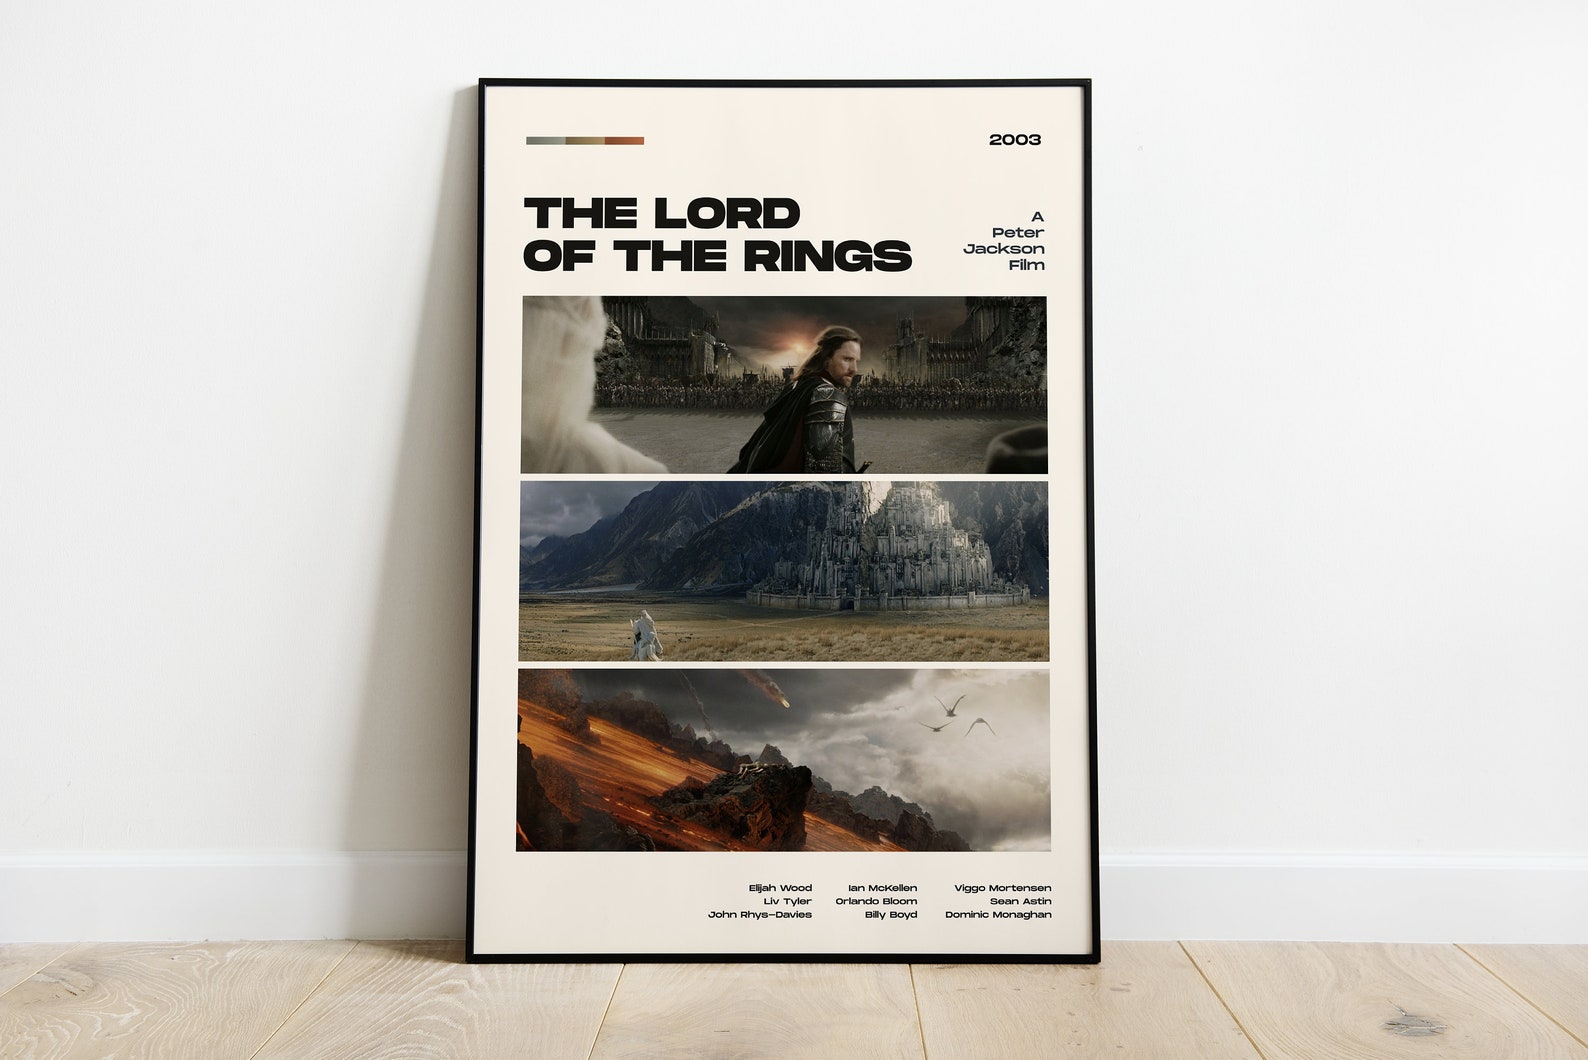 2003
THE LORD
OF THE RINGS
A
Peter
Jackson
Film
Elijah Wood Ian McKellen Viggo Mortensen
Liv Tyler Orlando Bloom Sean Astin
John Rhys-Davies Billy Boyd Dominic Monaghan